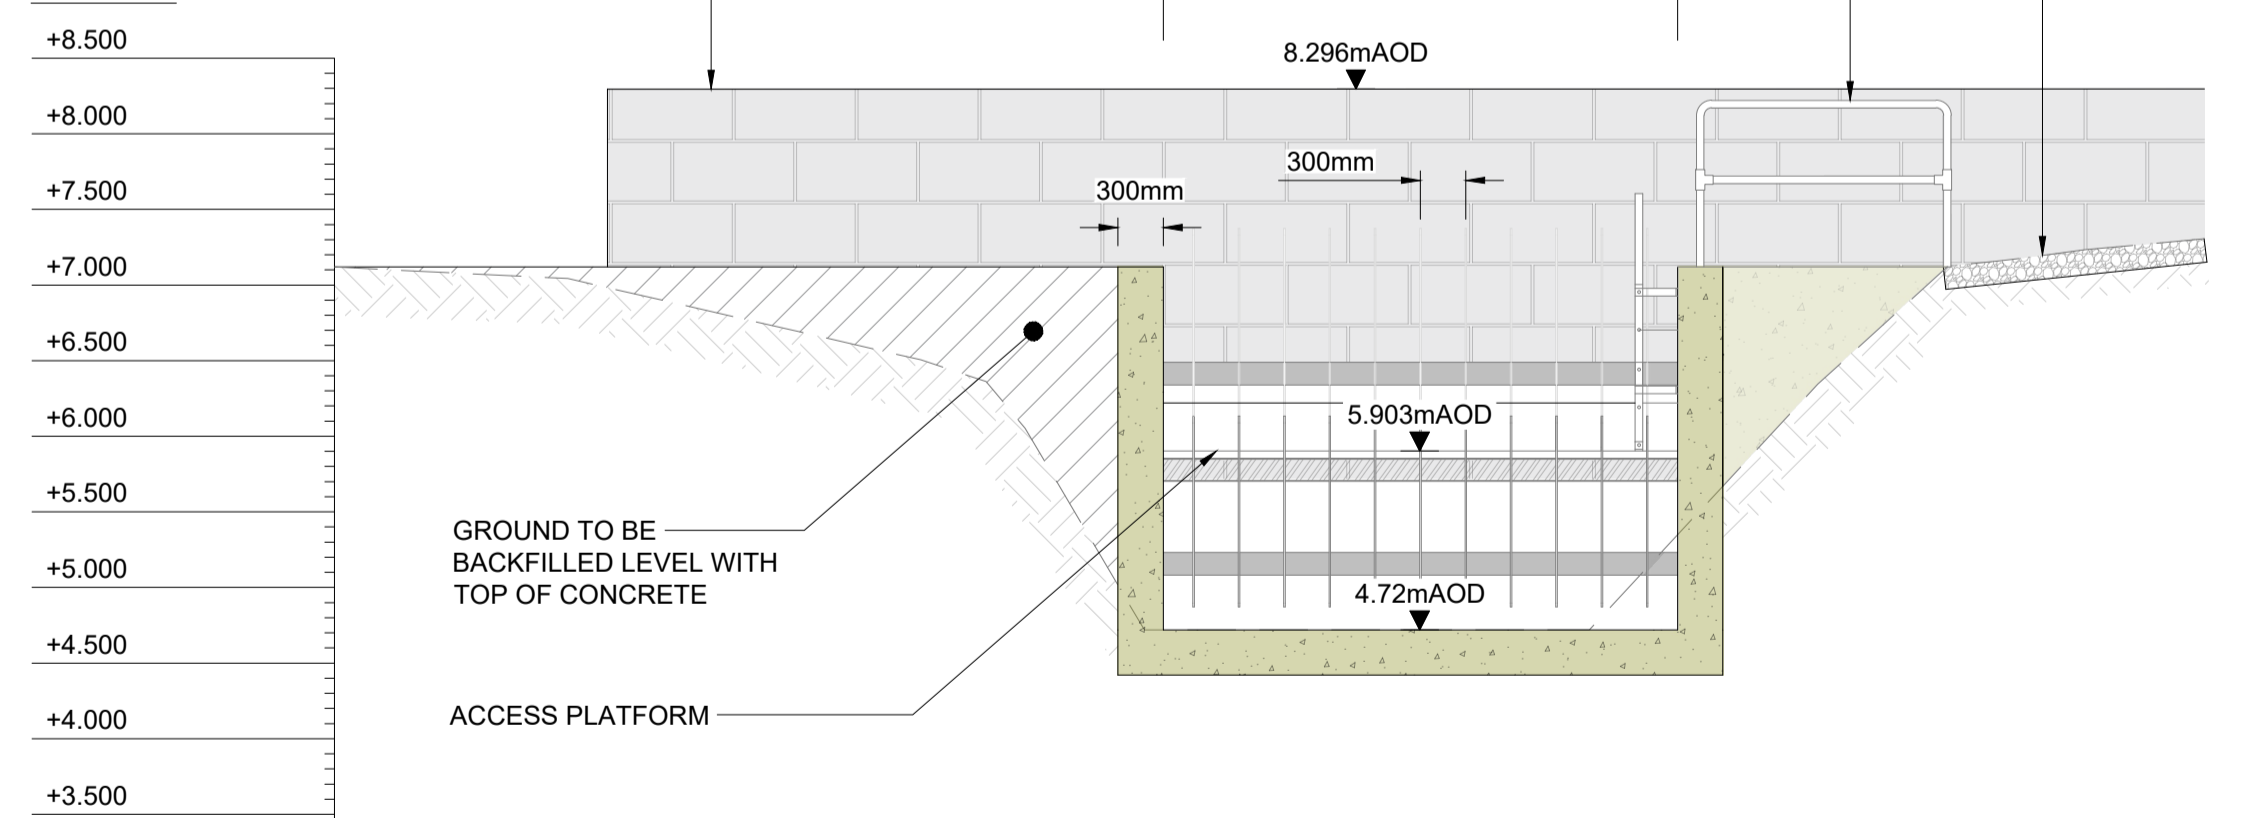 +8.500
8.296mAOD
+8.000
300mm
+7.500
300mm
+7.000
+6.500
+6.000
5.903mAOD
+5.500
GROUND TO BE
BACKFILLED LEVEL WITH
TOP OF CONCRETE
+5.000
4.72mAOD
+4.500
ACCESS PLATFORM
+4.000
+3.500